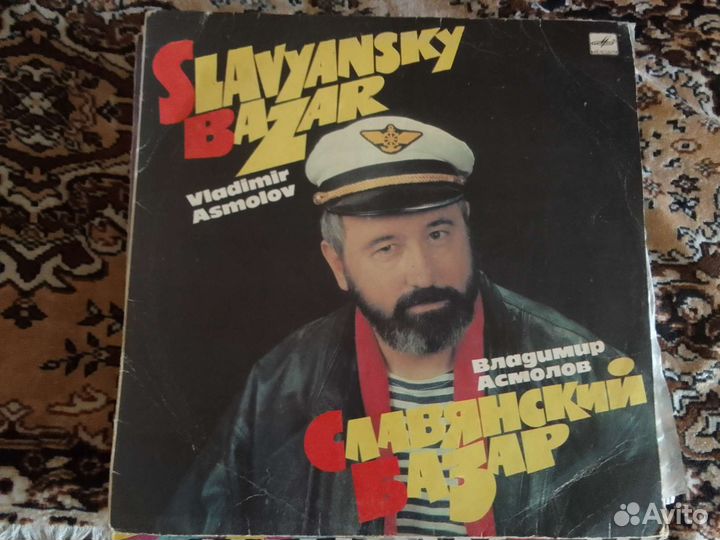 SLAVYANSKY
BAZAR
Vladimir
Asmolov
Владимир
Асмолов
Славянский
Базар
Avito